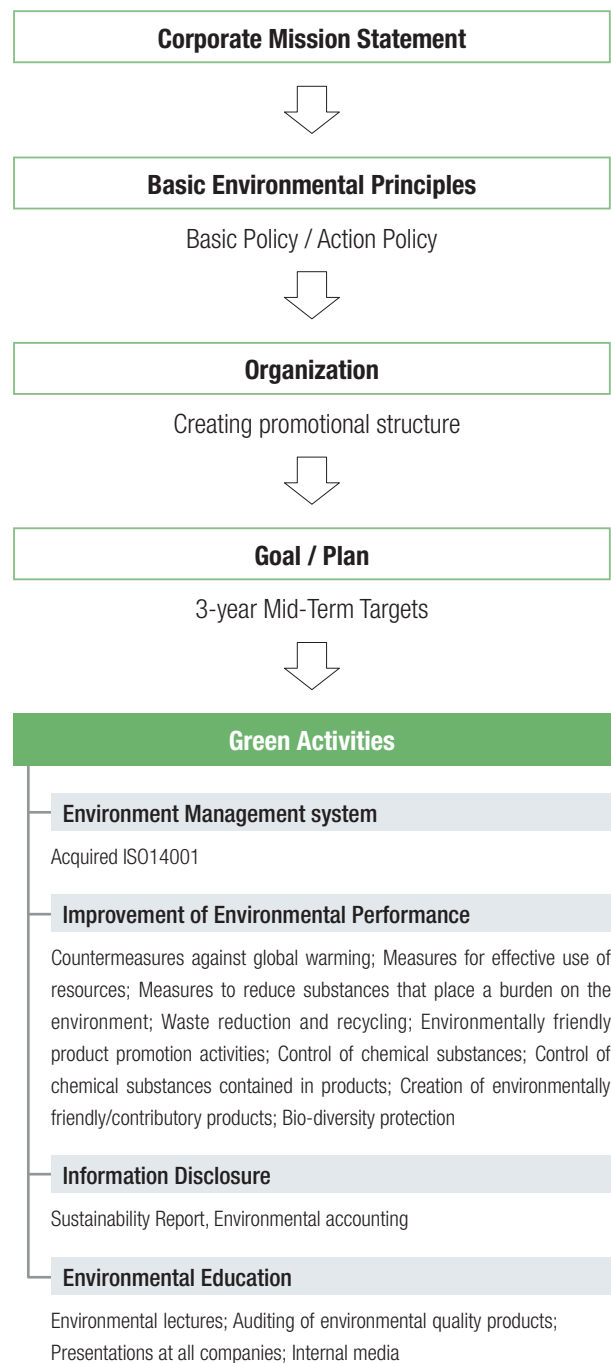 Corporate Mission Statement
Basic Environmental Principles
Basic Policy / Action Policy
Organization
Creating promotional structure
Goal / Plan
3-year Mid-Term Targets
Green Activities
Environment Management system
Acquired ISO14001
Improvement of Environmental Performance
Countermeasures against global warming; Measures for effective use of
resources; Measures to reduce substances that place a burden on the
environment; Waste reduction and recycling; Environmentally friendly
product promotion activities; Control of chemical substances; Control of
chemical substances contained in products; Creation of environmentally
friendly/contributory products; Bio-diversity protection
Information Disclosure
Sustainability Report, Environmental accounting
Environmental Education
Environmental lectures; Auditing of environmental quality products;
Presentations at all companies; Internal media